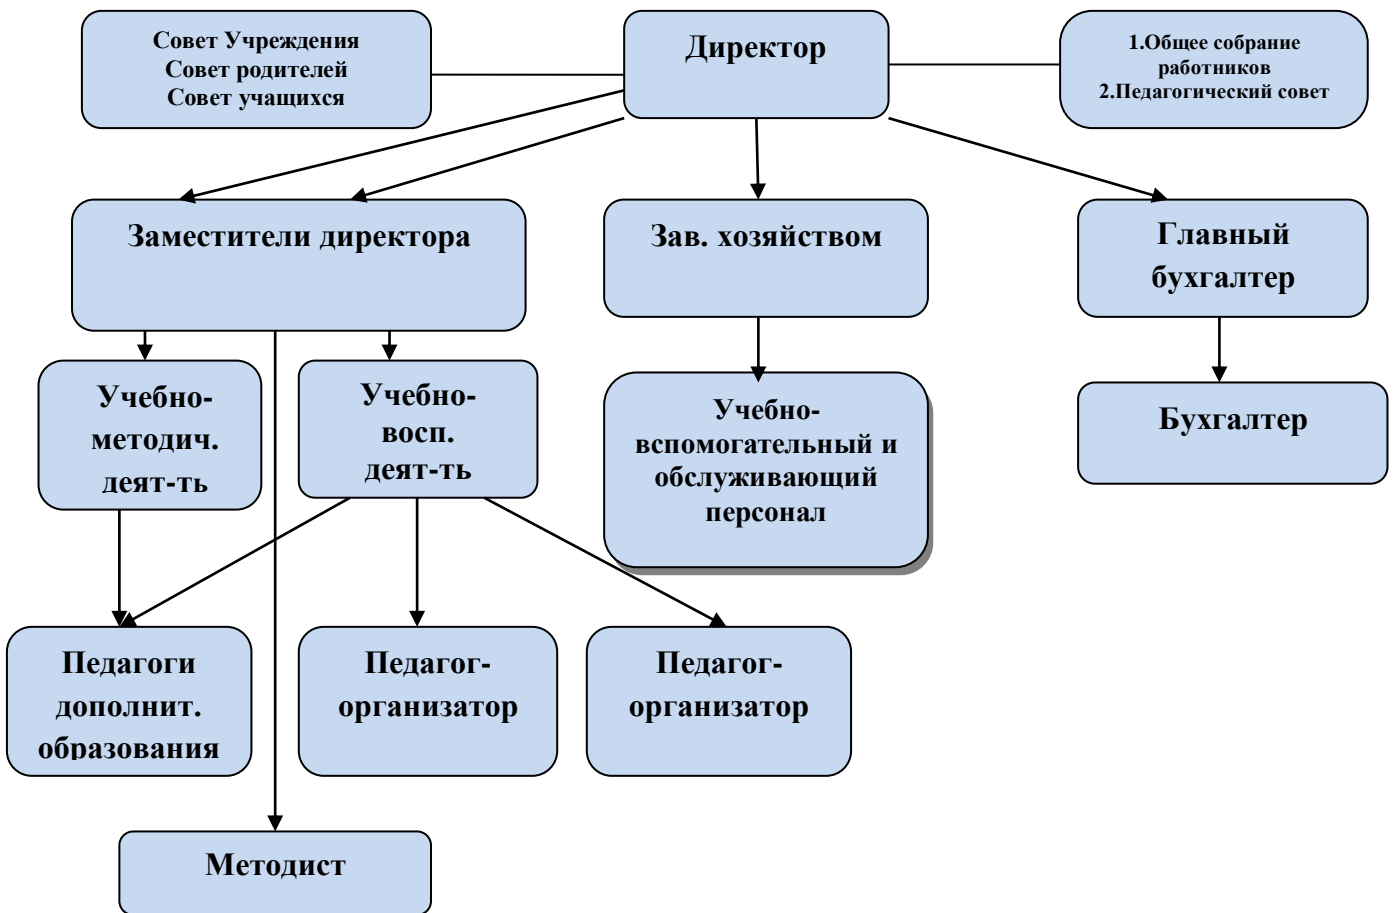 Совет Учреждения
Совет родителей
Совет учащихся
Директор
1.Общее собрание
работников
2.Педагогический совет
Заместители директора
Зав. хозяйством
Главный
бухгалтер
Учебно-
методич.
деят-ть
Учебно-
восп.
деят-ть
Учебно-
вспомогательный и
обслуживающий
персонал
Бухгалтер
Педагоги
дополнит.
образования
Педагог-
организатор
Педагог-
организатор
Методист